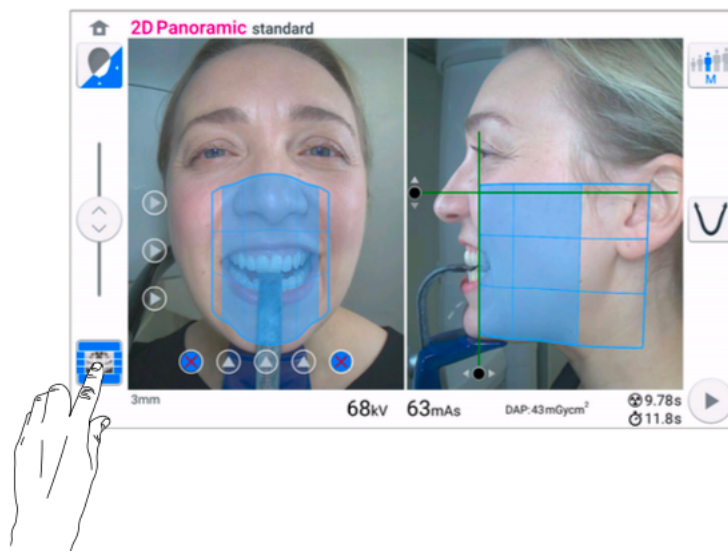 2D Panoramic standard
M
3mm
68kV
63mAs
DAP: 43mGycm²
9.78s
11.8s